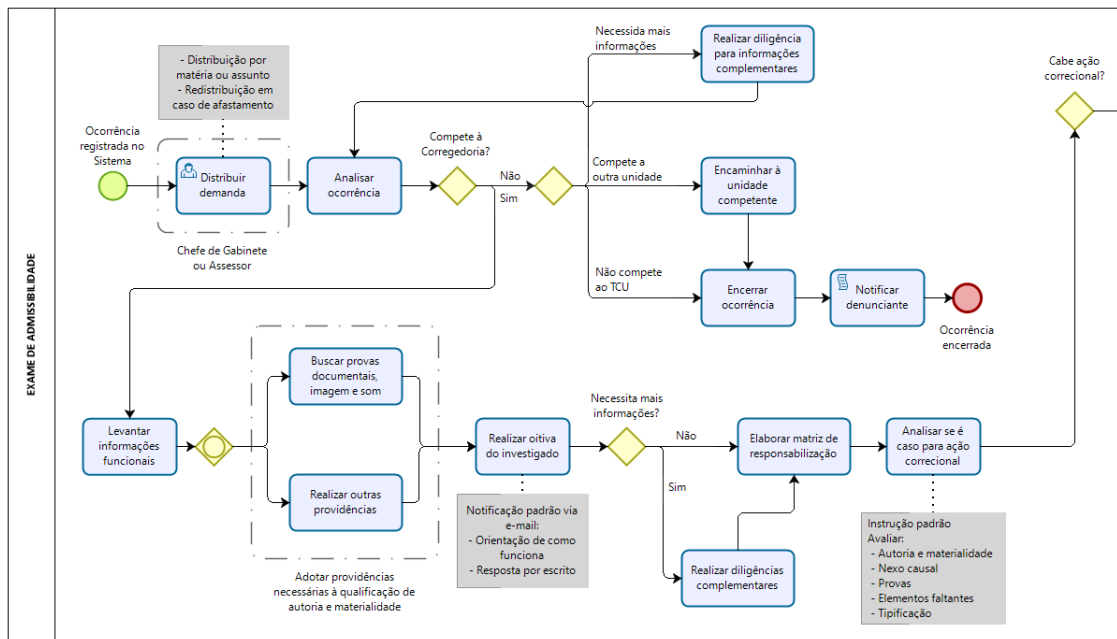 EXAME DE ADMISSIBILIDADE
Necessida mais
informações
Realizar diligência
para informações
complementares
Cabe ação
correcional?
- Distribuição por
matéria ou assunto
- Redistribuição em
caso de afastamento
Ocorrência
registrada no
Sistema
Distribuir
demanda
Chefe de Gabinete
ou Assessor
Analisar
ocorrência
Compete à
Corregedoria?
Não
Sim
Compete a
outra unidade
Encaminhar à
unidade
competente
Não compete
ao TCU
Encerrar
ocorrência
Notificar
denunciante
Ocorrência
encerrada
Levantar
informações
funcionais
Buscar provas
documentais,
imagem e som
Realizar outras
providências
Adotar providências
necessárias à qualificação de
autoria e materialidade
Realizar oitiva
do investigado
Notificação padrão via
e-mail:
- Orientação de como
funciona
- Resposta por escrito
Necessita mais
informações?
Não
Sim
Realizar diligências
complementares
Elaborar matriz de
responsabilização
Analisar se é
caso para ação
correcional
Instrução padrão
Avaliar:
- Autoria e materialidade
- Nexo causal
- Provas
- Elementos faltantes
- Tipificação